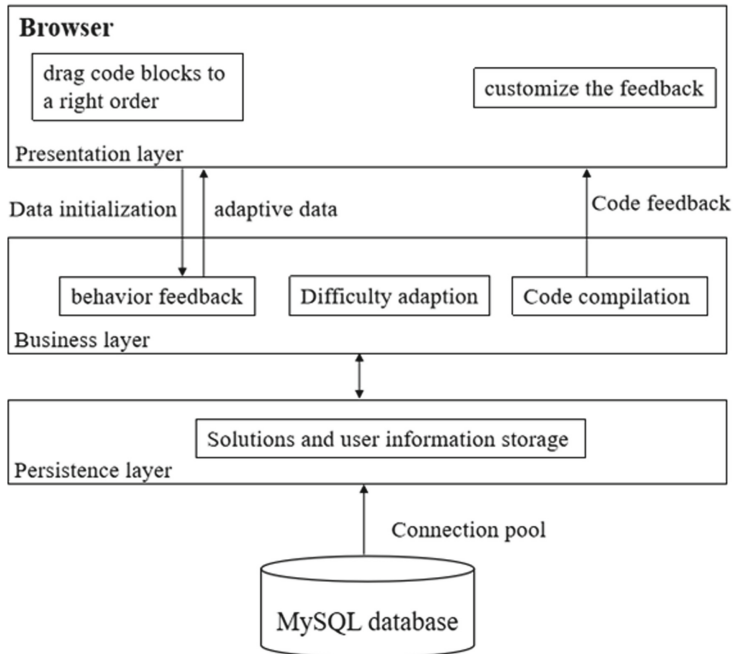 Browser
drag code blocks to
a right order
customize the feedback
Presentation layer
Data initialization
adaptive data
Code feedback
behavior feedback
Difficulty adaption
Code compilation
Business layer
Solutions and user information storage
Persistence layer
Connection pool
MySQL database